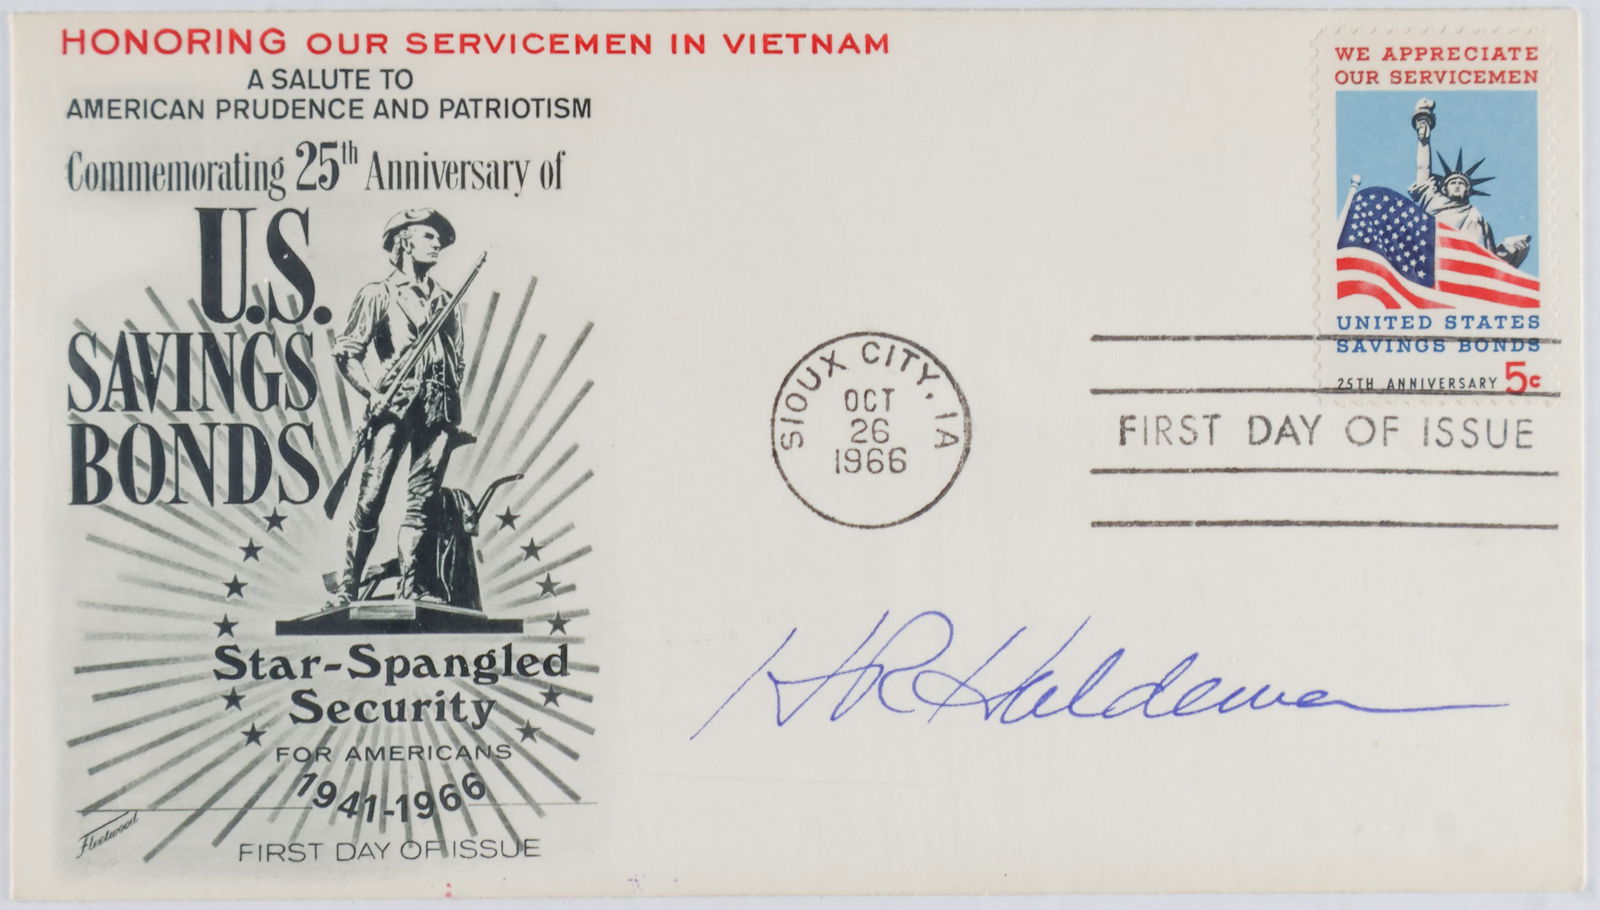 HONORING OUR SERVICEMEN IN VIETNAM
A SALUTE TO
AMERICAN PRUDENCE AND PATRIOTISM
Commemorating 25th Anniversary of
U.S.
SAVINGS
BONDS
Star-Spangled
Security
FOR AMERICANS
1941-1966
FIRST DAY OF ISSUE
Fleetwood
SIOUX CITY, IA
OCT
26
1966
WE APPRECIATE
OUR SERVICEMEN
UNITED STATES
SAVINGS BONDS
25TH ANNIVERSARY 5c
FIRST DAY OF ISSUE
HR Haldeman